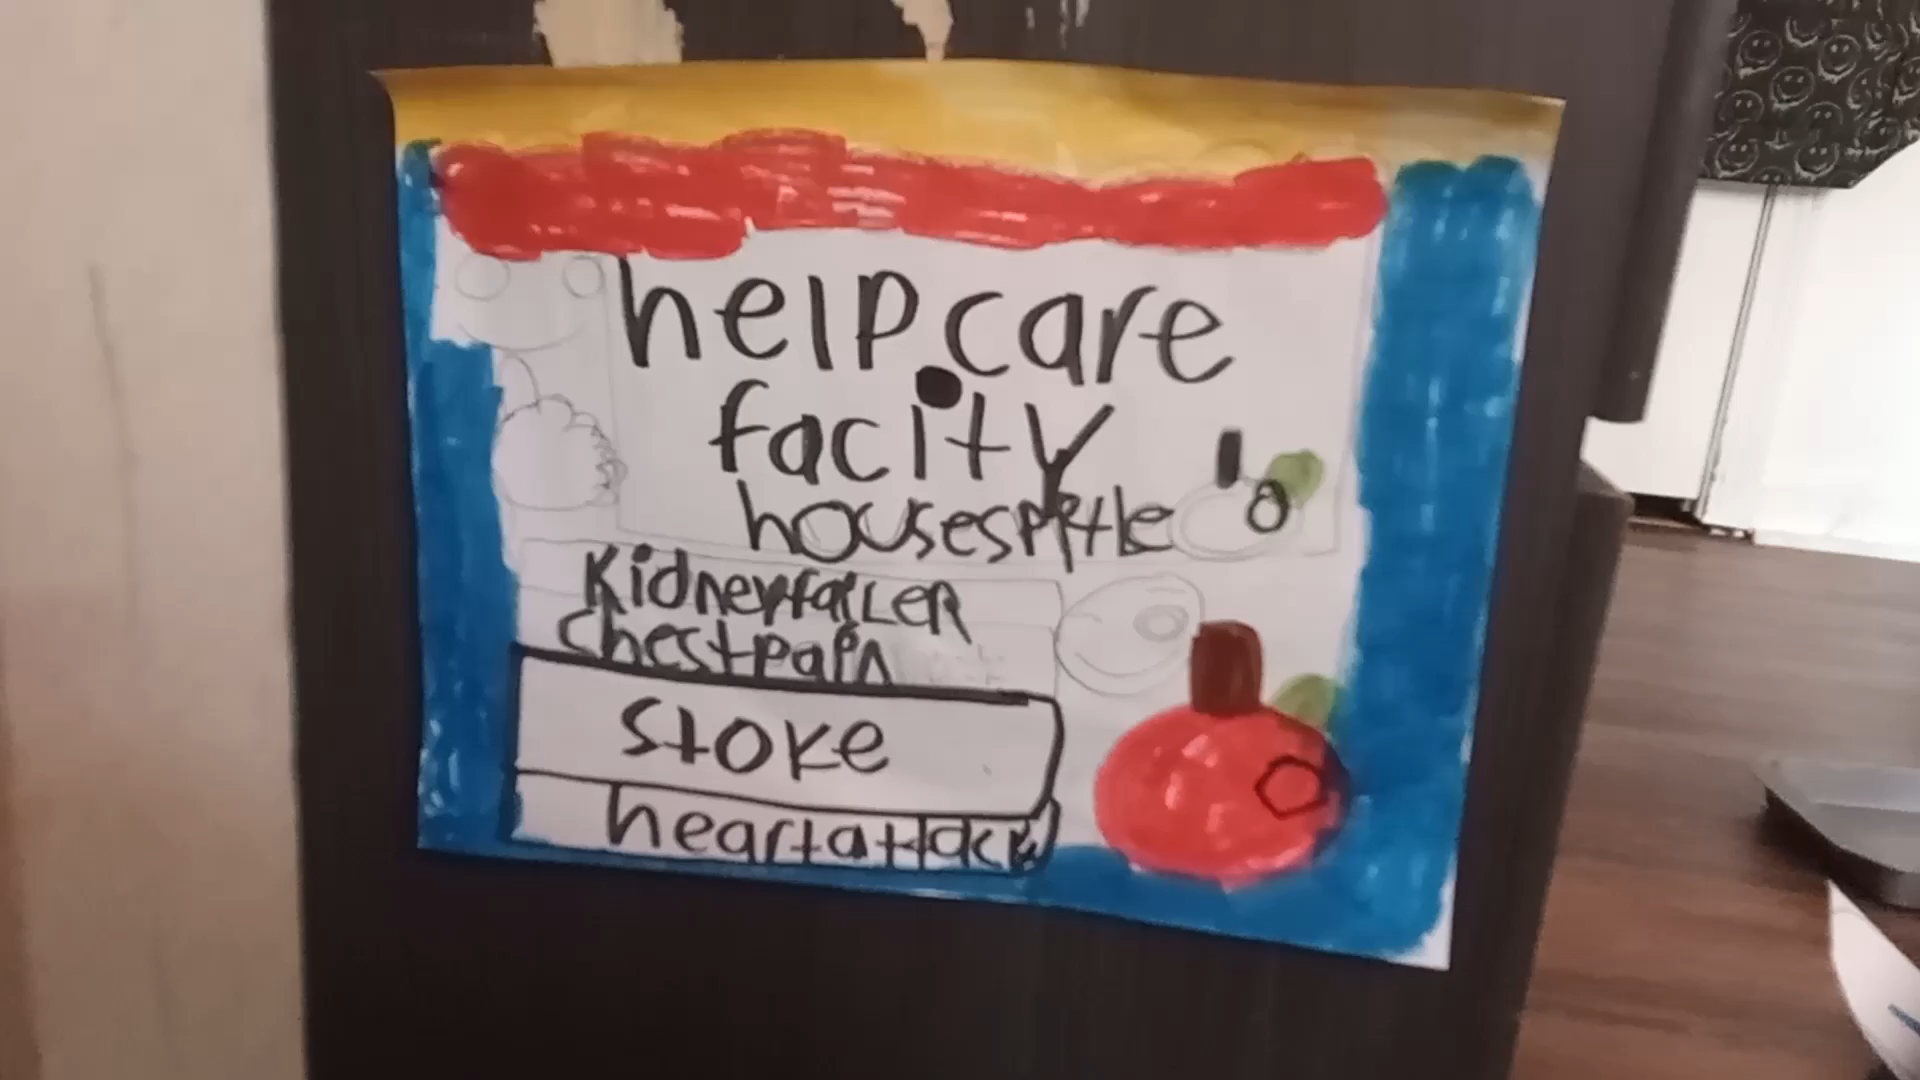 help care
facity
housespitle
Kidneyfailer
chestpain
stoke
heartattack